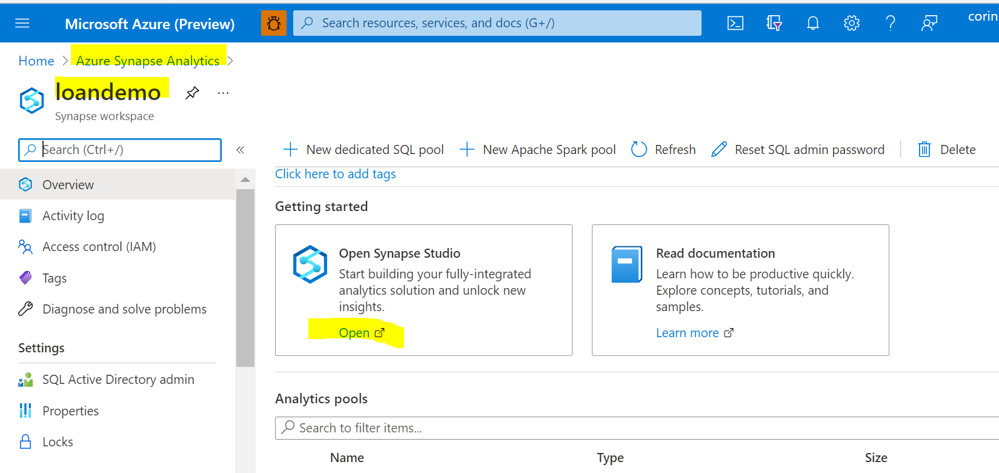 Microsoft Azure (Preview)
Search resources, services, and docs (G+/)
corin
Home > Azure Synapse Analytics >
loandemo
...
Synapse workspace
Search (Ctrl+/)
«
New dedicated SQL pool
New Apache Spark pool
Refresh
Reset SQL admin password
Delete
Overview
Activity log
Access control (IAM)
Tags
Diagnose and solve problems
Settings
SQL Active Directory admin
Properties
Locks
Click here to add tags
Getting started
Open Synapse Studio
Start building your fully-integrated
analytics solution and unlock new
insights.
Open
Read documentation
Learn how to be productive quickly.
Explore concepts, tutorials, and
samples.
Learn more
Analytics pools
Search to filter items...
Name Type Size